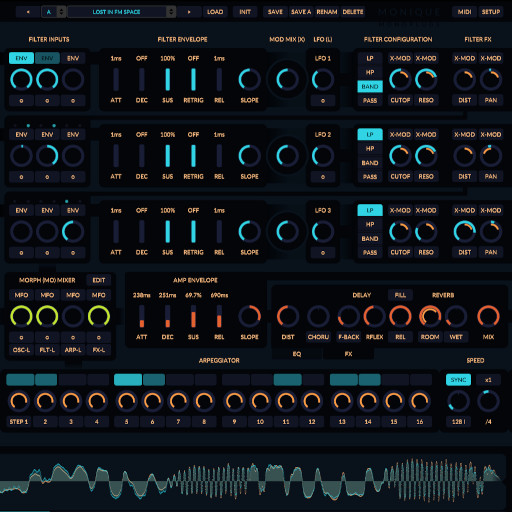 A LOST IN FM SPACE LOAD INIT SAVE SAVE A RENAM DELETE MONIQUE MIDI SETUP
FILTER INPUTS FILTER ENVELOPE MOD MIX (X) LFO (L) FILTER CONFIGURATION FILTER FX
ENV ENV ENV 1ms OFF 100% OFF 1ms LFO 1 LP X-MOD X-MOD X-MOD X-MOD
HP
BAND
0 0 0 ATT DEC SUS RETRIG REL SLOPE 0 PASS CUTOF RESO DIST PAN
ENV ENV ENV 1ms OFF 100% OFF 1ms LFO 2 LP X-MOD X-MOD X-MOD X-MOD
HP
BAND
0 0 0 ATT DEC SUS RETRIG REL SLOPE 0 PASS CUTOF RESO DIST PAN
ENV ENV ENV 1ms OFF 100% OFF 1ms LFO 3 LP X-MOD X-MOD X-MOD X-MOD
HP
BAND
0 0 0 ATT DEC SUS RETRIG REL SLOPE 0 PASS CUTOF RESO DIST PAN
MORPH (MO) MIXER EDIT AMP ENVELOPE
MFO MFO MFO MFO 238ms 251ms 69.7% 690ms DELAY FILL REVERB
ATT DEC SUS REL SLOPE DIST CHORU F-BACK RFLEX REL ROOM WET MIX
OSC-L FLT-L ARP-L FX-L EQ FX
ARPEGGIATOR SPEED
SYNC x1
STEP 1 2 3 4 5 6 7 8 9 10 11 12 13 14 15 16 128 /4